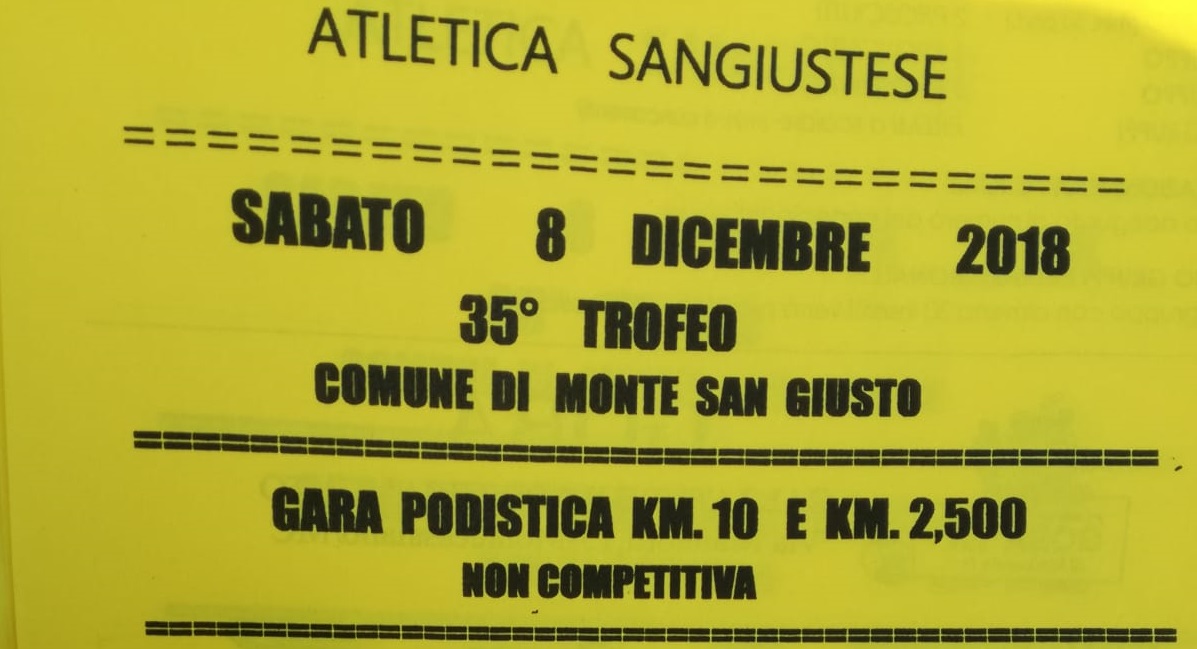 ATLETICA SANGIUSTESE
SABATO 8 DICEMBRE 2018
35° TROFEO
COMUNE DI MONTE SAN GIUSTO
GARA PODISTICA KM. 10 E KM. 2,500
NON COMPETITIVA